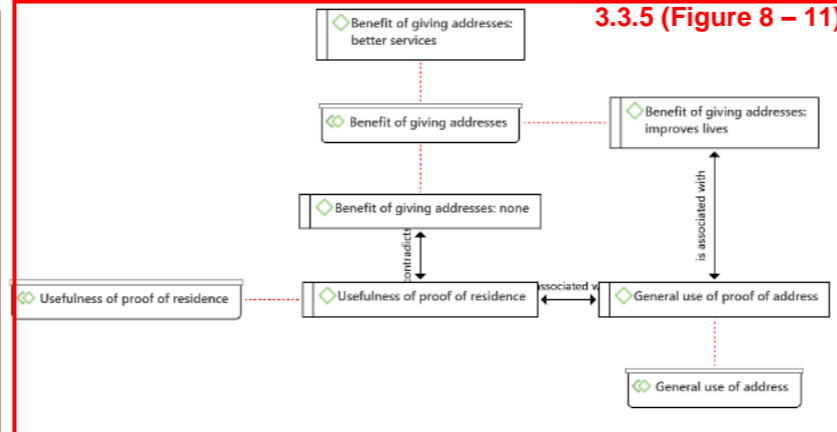 3.3.5 (Figure 8 – 11)
Benefit of giving addresses:
better services
Benefit of giving addresses
Benefit of giving addresses:
improves lives
is associated with
Benefit of giving addresses: none
contradicts
Usefulness of proof of residence
Usefulness of proof of residence
associated w
General use of proof of address
General use of address